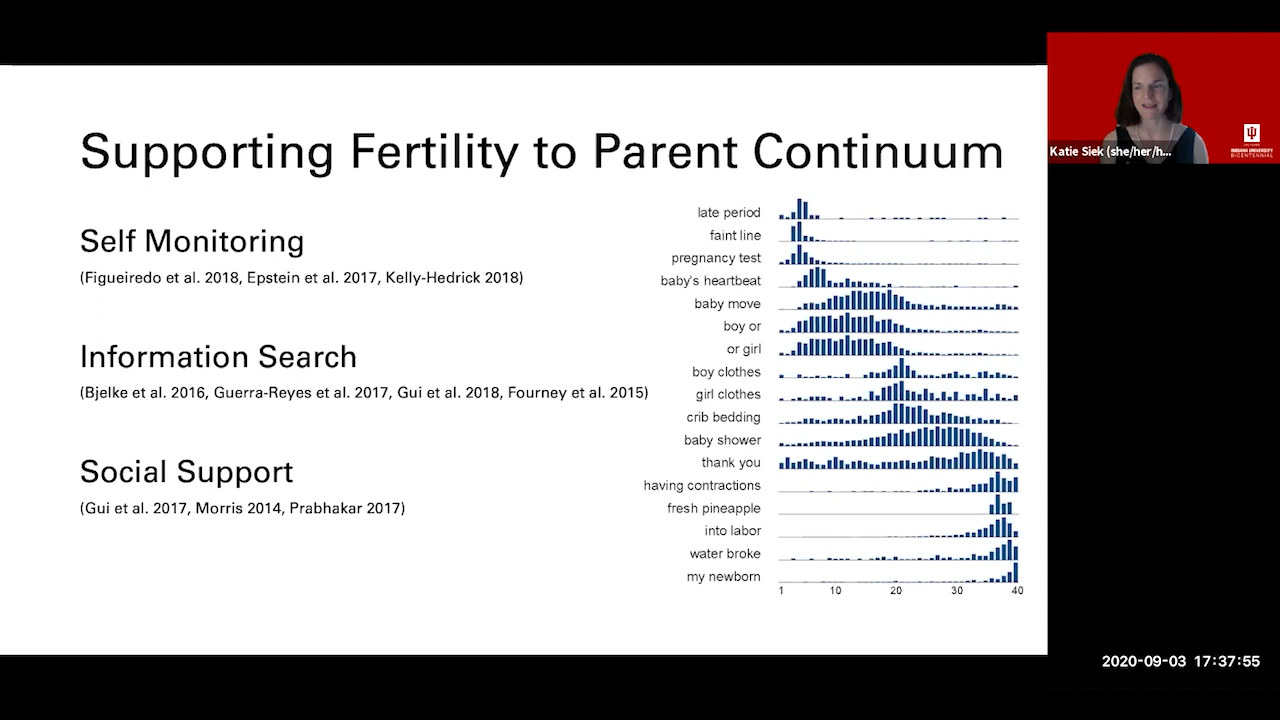 Supporting Fertility to Parent Continuum
Self Monitoring
(Figueiredo et al. 2018, Epstein et al. 2017, Kelly-Hedrick 2018)
Information Search
(Bjelke et al. 2016, Guerra-Reyes et al. 2017, Gui et al. 2018, Fourney et al. 2015)
Social Support
(Gui et al. 2017, Morris 2014, Prabhakar 2017)
late period
faint line
pregnancy test
baby's heartbeat
baby move
boy or
or girl
boy clothes
girl clothes
crib bedding
baby shower
thank you
having contractions
fresh pineapple
into labor
water broke
my newborn
1 10 20 30 40
Katie Siek (she/her/h...
INDIANA UNIVERSITY
BICENTENNIAL
2020-09-03 17:37:55